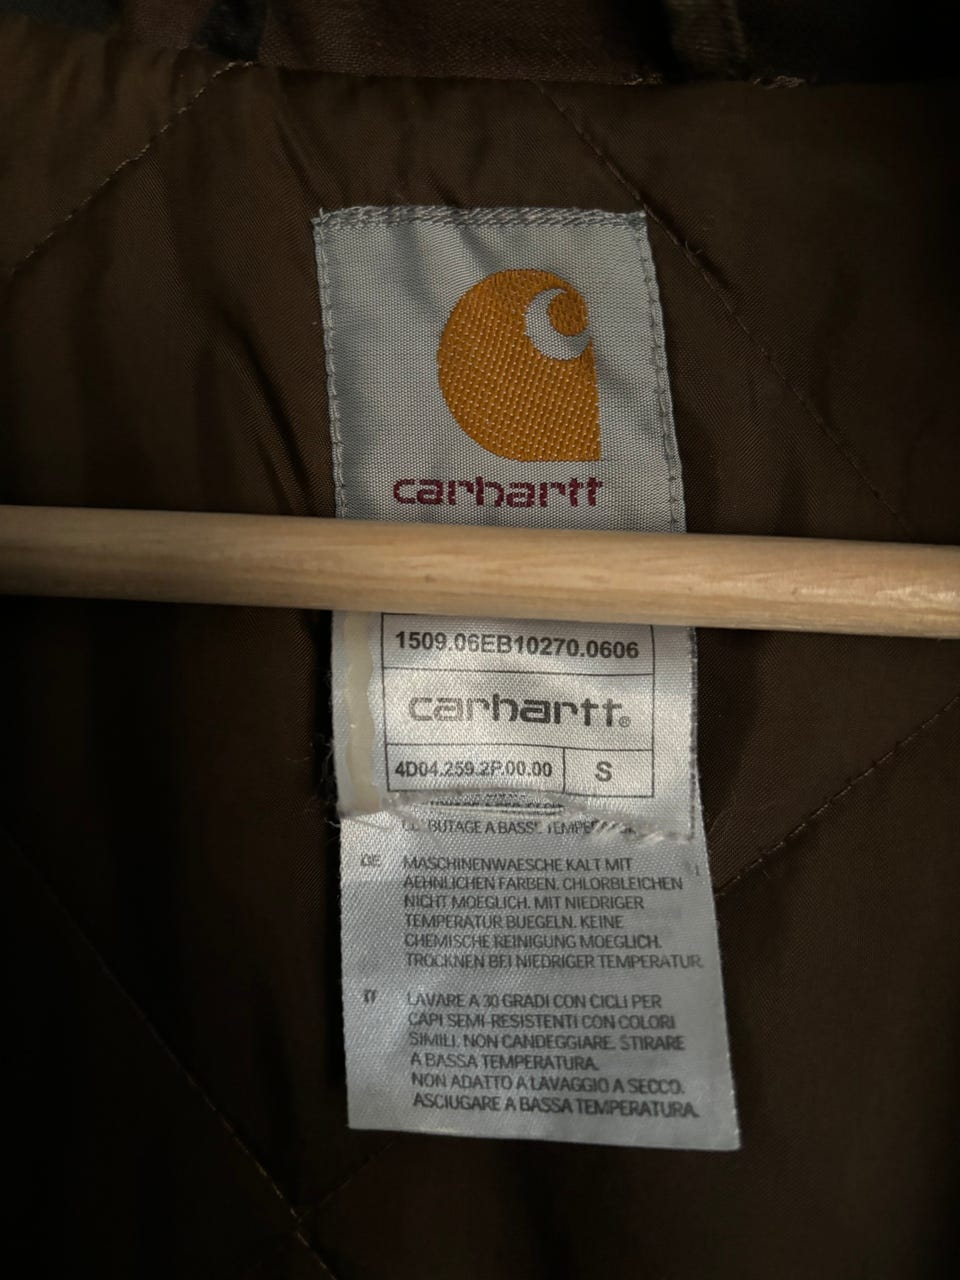 carhartt
1509.06EB10270.0606
carhartt®
4D04.259.2P.00.00
S
A BASSE
DE MASCHINENWAESCHE KALT MIT
AEHNLICHEN FARBEN. CHLORBLEICHEN
NICHT MOEGLICH. MIT NIEDRIGER
TEMPERATUR BUEGELN. KEINE
CHEMISCHE REINIGUNG MOEGLICH.
TROCKNEN BEI NIEDRIGER TEMPERATUR.
IT LAVARE A 30 GRADI CON CICLI PER
CAPI SEMI-RESISTENTI CON COLORI
SIMILI. NON CANDEGGIARE. STIRARE
A BASSA TEMPERATURA.
NON ADATTO A LAVAGGIO A SECCO.
ASCIUGARE A BASSA TEMPERATURA.